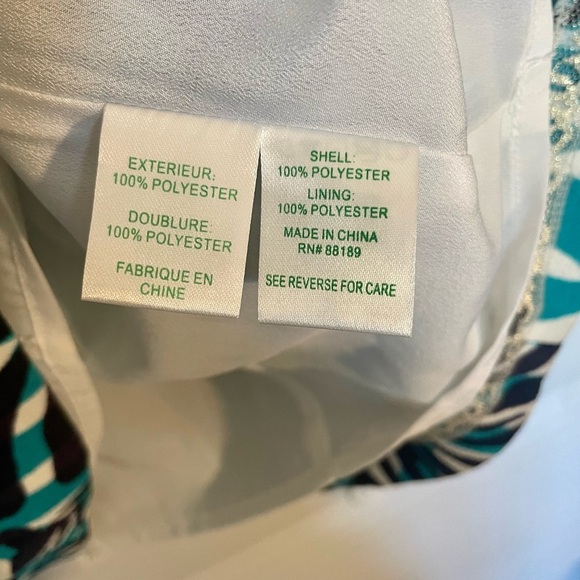 EXTERIEUR:
100% POLYESTER
DOUBLURE:
100% POLYESTER
FABRIQUE EN
CHINE
SHELL:
100% POLYESTER
LINING:
100% POLYESTER
MADE IN CHINA
RN# 88189
SEE REVERSE FOR CARE